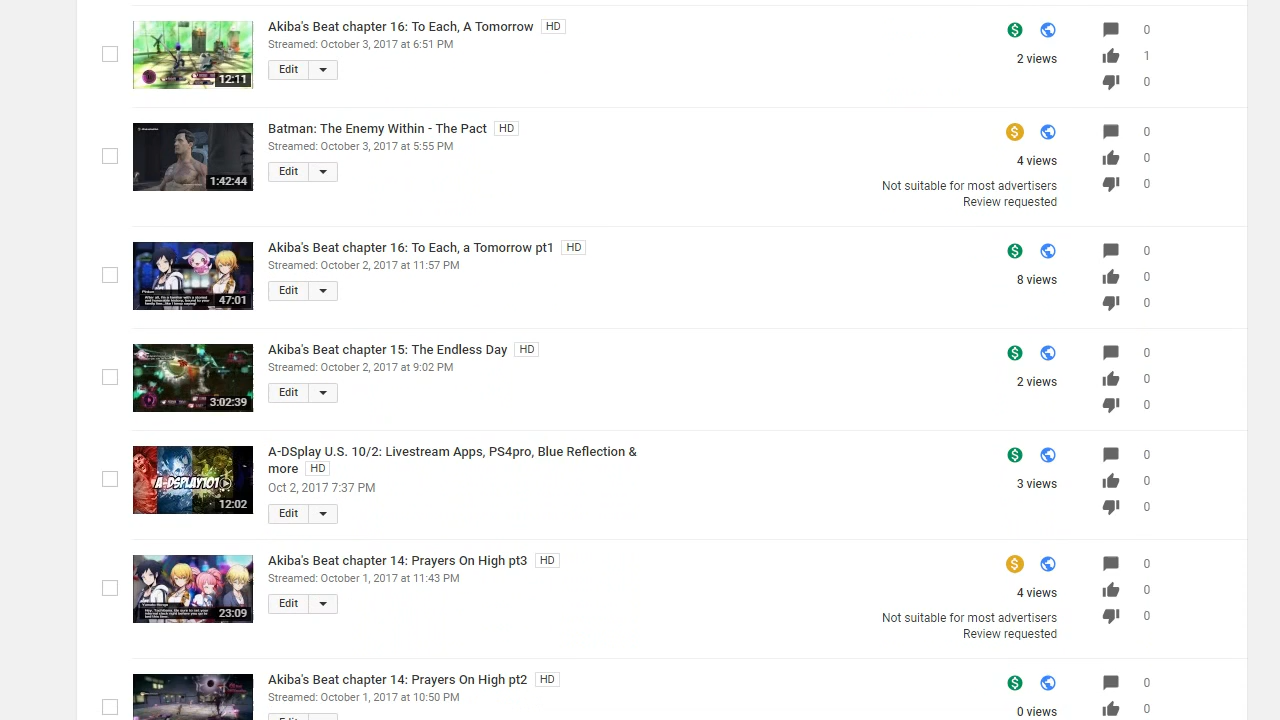 Akiba's Beat chapter 16: To Each, A Tomorrow HD
Streamed: October 3, 2017 at 6:51 PM
Edit
12:11
2 views
0
1
0
Batman: The Enemy Within - The Pact HD
Streamed: October 3, 2017 at 5:55 PM
Edit
1:42:44
4 views
Not suitable for most advertisers
Review requested
0
0
0
Akiba's Beat chapter 16: To Each, a Tomorrow pt1 HD
Streamed: October 2, 2017 at 11:57 PM
Edit
47:01
8 views
0
0
0
Akiba's Beat chapter 15: The Endless Day HD
Streamed: October 2, 2017 at 9:02 PM
Edit
3:02:39
2 views
0
0
0
A-DSplay U.S. 10/2: Livestream Apps, PS4pro, Blue Reflection &
more HD
Oct 2, 2017 7:37 PM
Edit
A-DSPLAY101
12:02
3 views
0
0
0
Akiba's Beat chapter 14: Prayers On High pt3 HD
Streamed: October 1, 2017 at 11:43 PM
Edit
23:09
4 views
Not suitable for most advertisers
Review requested
0
0
0
Akiba's Beat chapter 14: Prayers On High pt2 HD
Streamed: October 1, 2017 at 10:50 PM
Edit
0 views
0
0